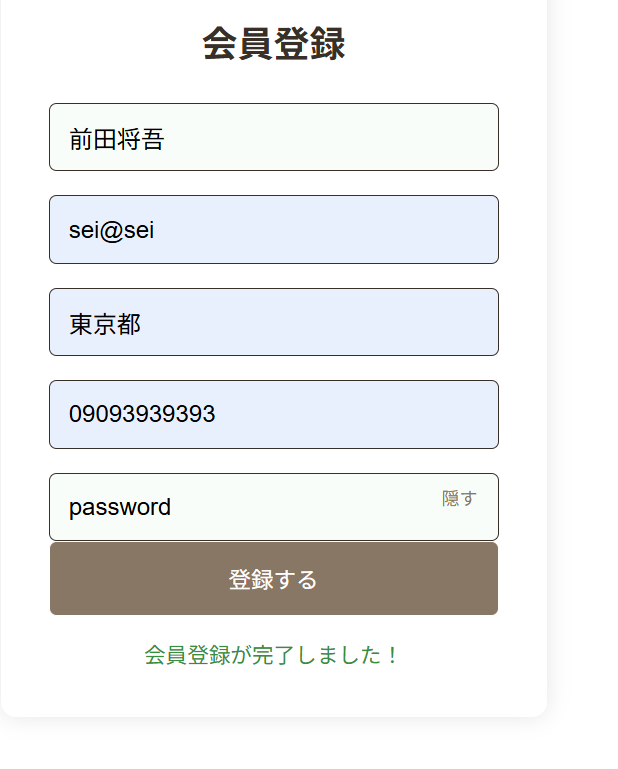 会員登録
前田将吾
sei@sei
東京都
09093939393
password
隠す
登録する
会員登録が完了しました！